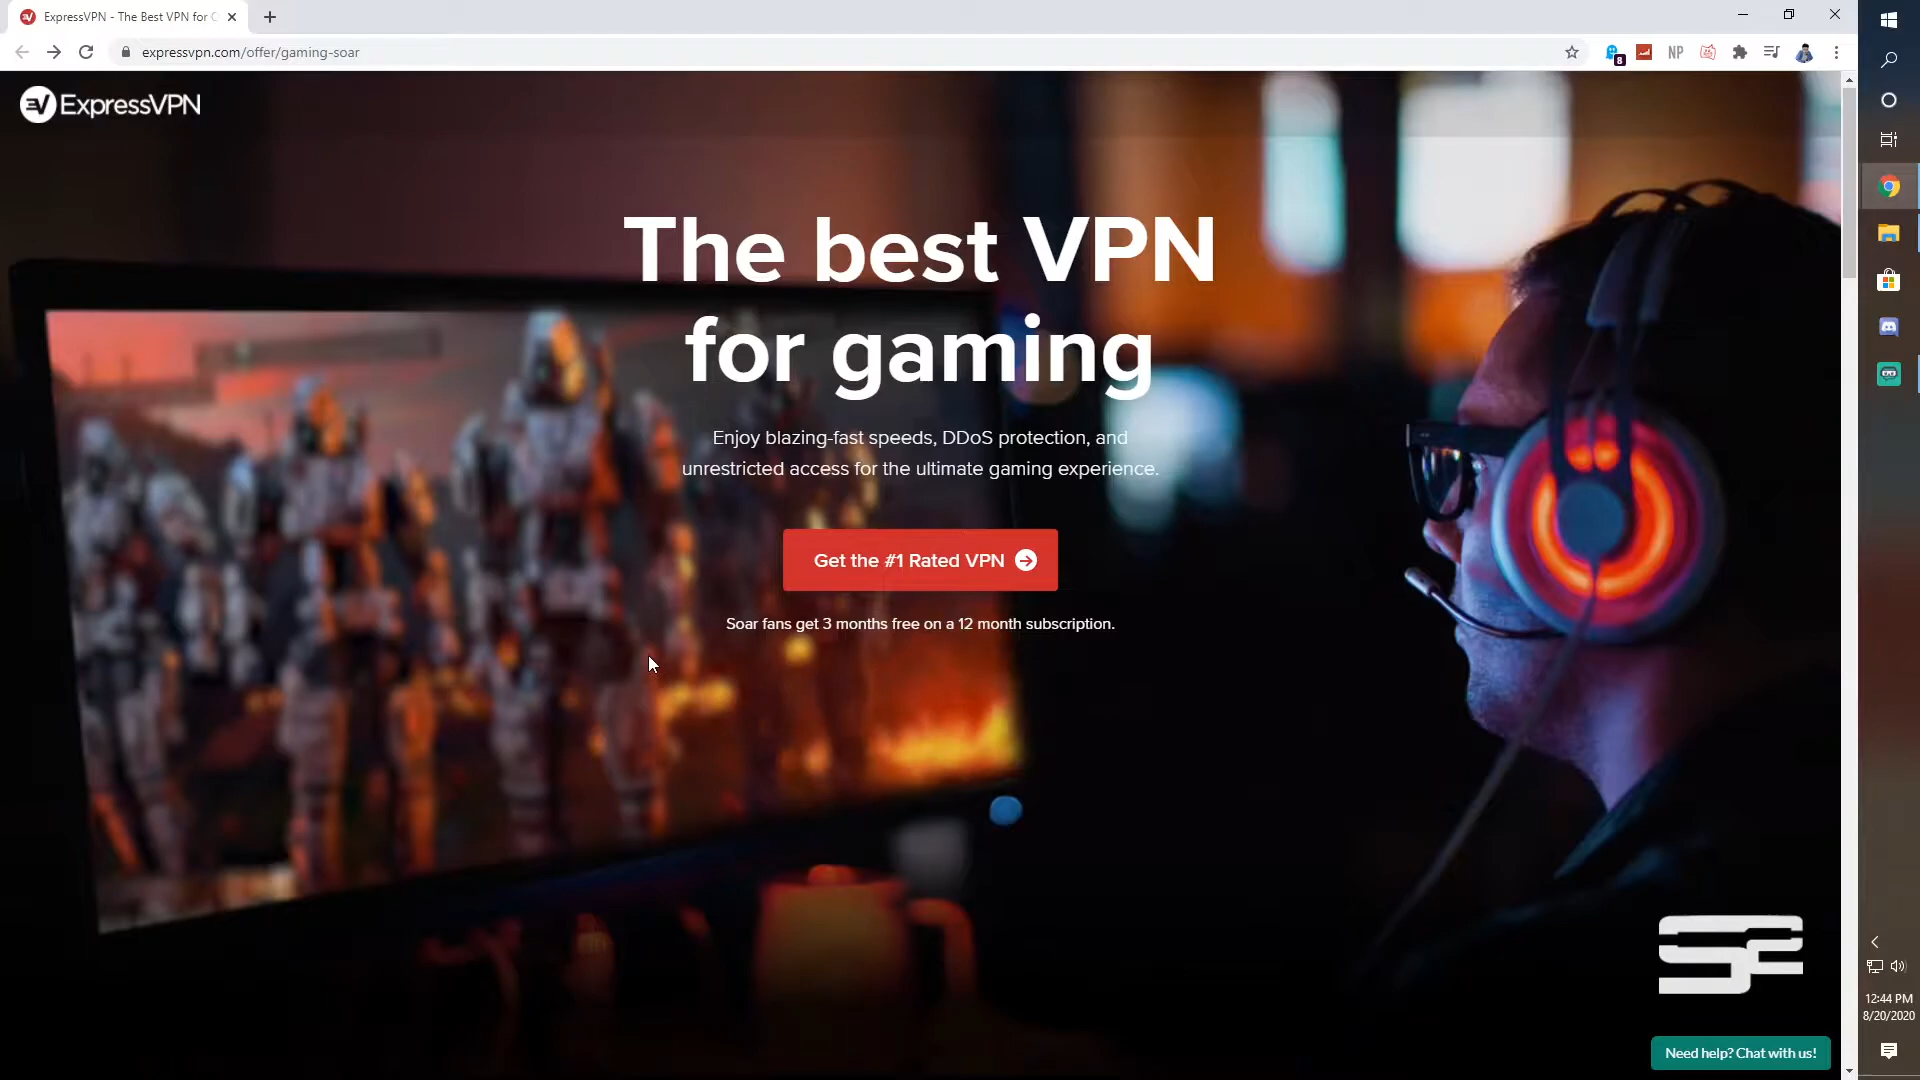 ExpressVPN - The Best VPN for
expressvpn.com/offer/gaming-soar
8
NP
ExpressVPN
The best VPN
for gaming
Enjoy blazing-fast speeds, DDoS protection, and
unrestricted access for the ultimate gaming experience.
Get the #1 Rated VPN
Soar fans get 3 months free on a 12 month subscription.
12:44 PM
8/20/2020
Need help? Chat with us!